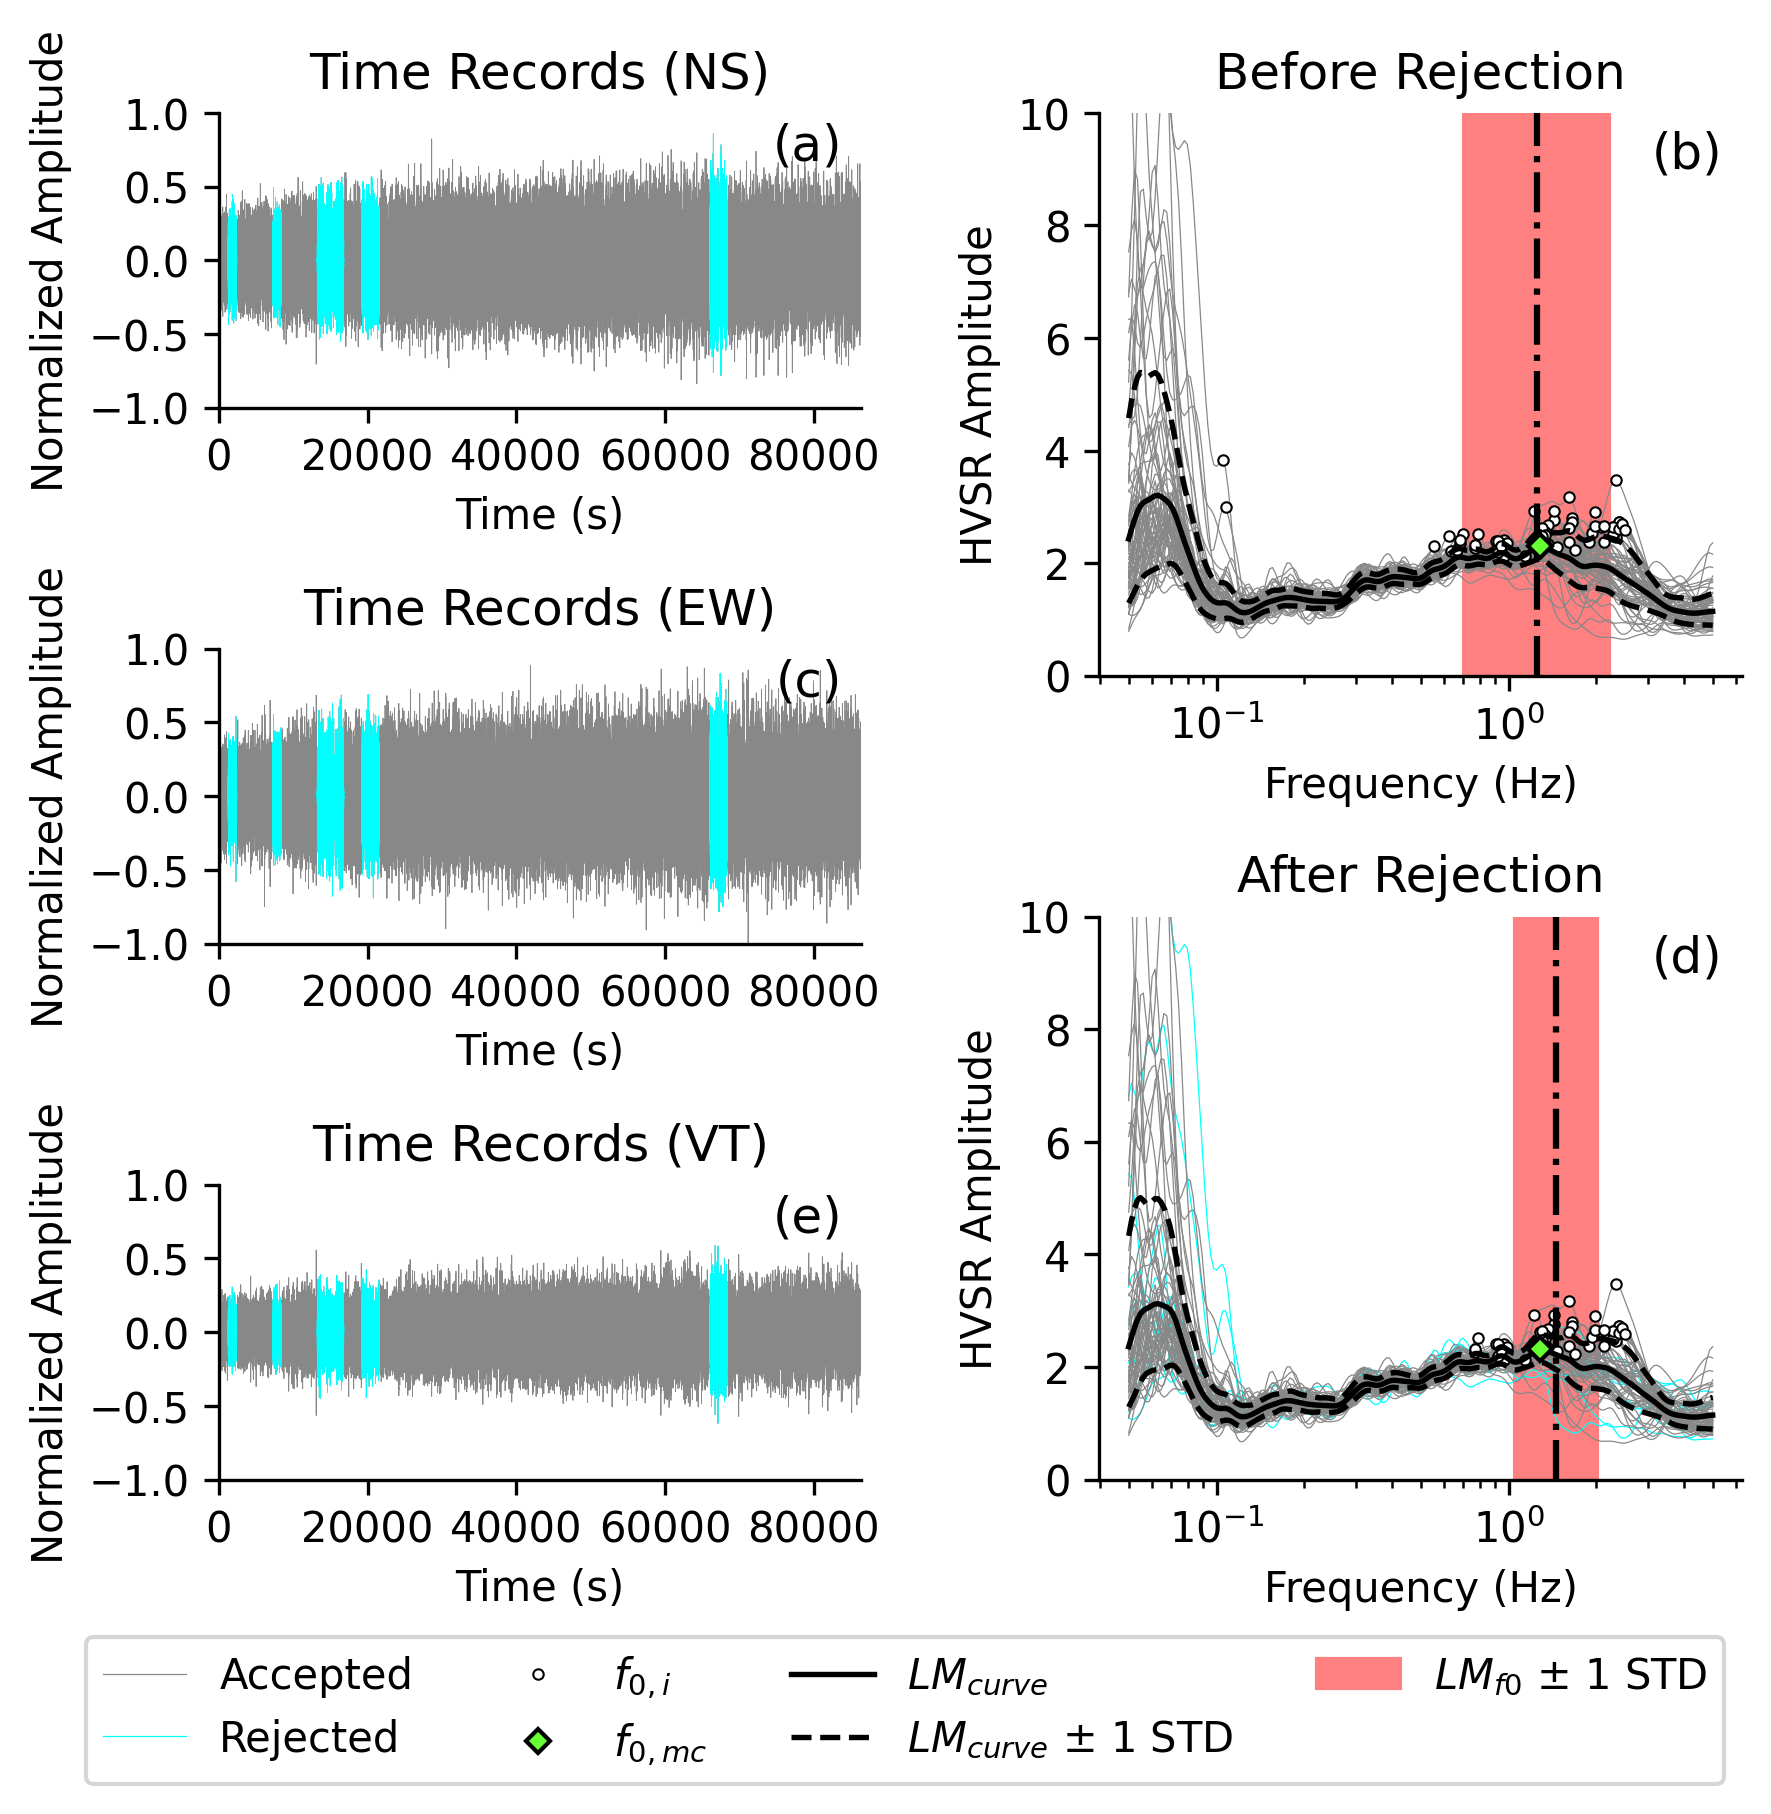 Time Records (NS)
(a)
Normalized Amplitude
1.0
0.5
0.0
−0.5
−1.0
0 20000 40000 60000 80000
Time (s)
Before Rejection
(b)
HVSR Amplitude
10
8
6
4
2
0
10⁻¹ 10⁰
Frequency (Hz)
Time Records (EW)
(c)
Normalized Amplitude
1.0
0.5
0.0
−0.5
−1.0
0 20000 40000 60000 80000
Time (s)
After Rejection
(d)
HVSR Amplitude
10
8
6
4
2
0
10⁻¹ 10⁰
Frequency (Hz)
Time Records (VT)
(e)
Normalized Amplitude
1.0
0.5
0.0
−0.5
−1.0
0 20000 40000 60000 80000
Time (s)
Accepted
Rejected
f0,i
f0,mc
LMcurve
LMcurve ± 1 STD
LMf0 ± 1 STD